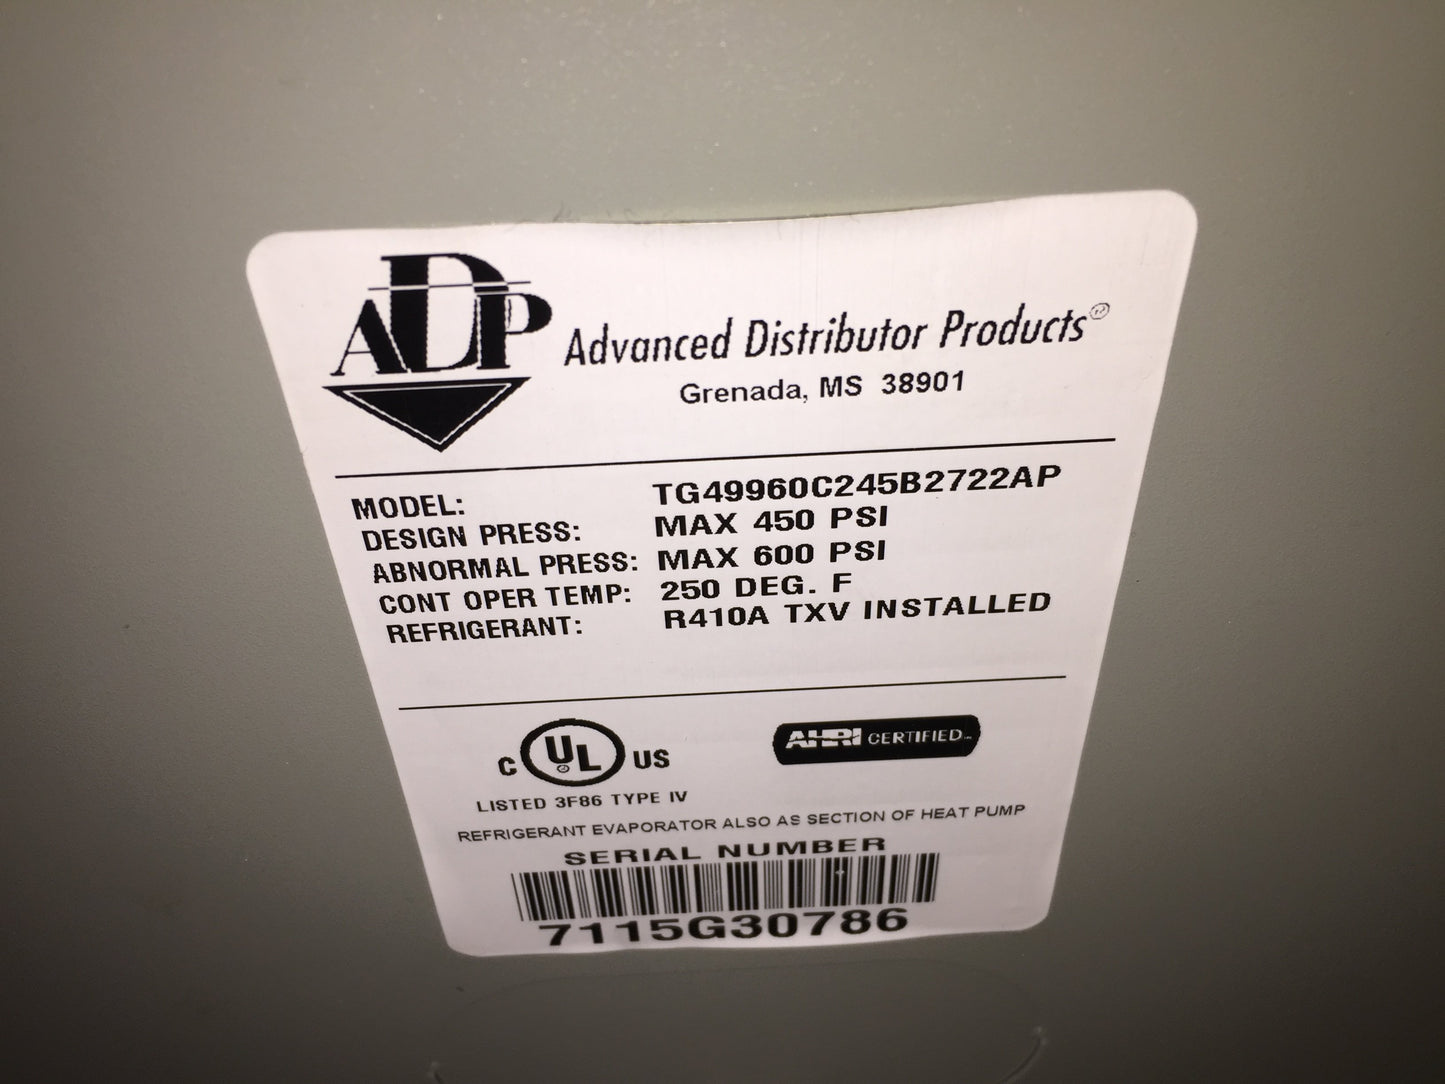 ADP
Advanced Distributor Products®
Grenada, MS 38901
MODEL: TG49960C245B2722AP
DESIGN PRESS: MAX 450 PSI
ABNORMAL PRESS: MAX 600 PSI
CONT OPER TEMP: 250 DEG. F
REFRIGERANT: R410A TXV INSTALLED
C UL US
AHRI CERTIFIED™
LISTED 3F86 TYPE IV
REFRIGERANT EVAPORATOR ALSO AS SECTION OF HEAT PUMP
SERIAL NUMBER
7115G30786